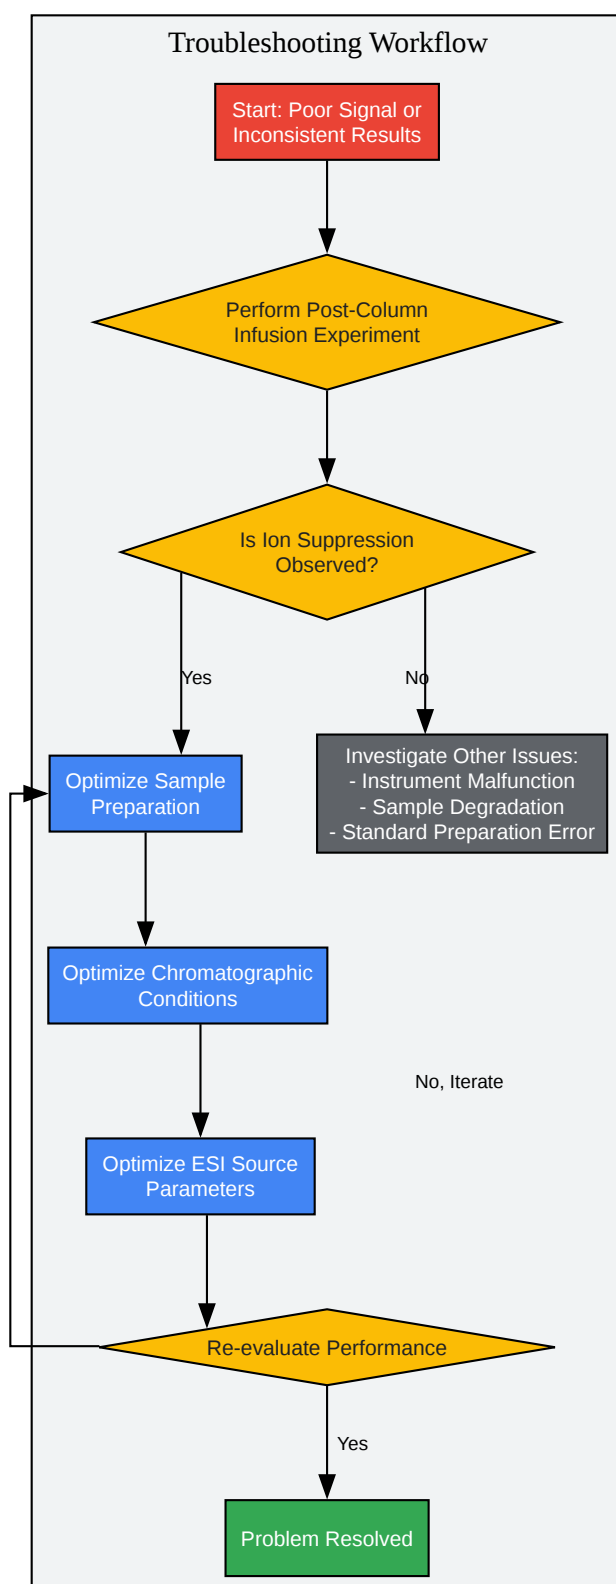 Troubleshooting Workflow
Start: Poor Signal or
Inconsistent Results
Perform Post-Column
Infusion Experiment
Is Ion Suppression
Observed?
Yes
No
Optimize Sample
Preparation
Investigate Other Issues:
- Instrument Malfunction
- Sample Degradation
- Standard Preparation Error
Optimize Chromatographic
Conditions
No, Iterate
Optimize ESI Source
Parameters
Re-evaluate Performance
Yes
Problem Resolved